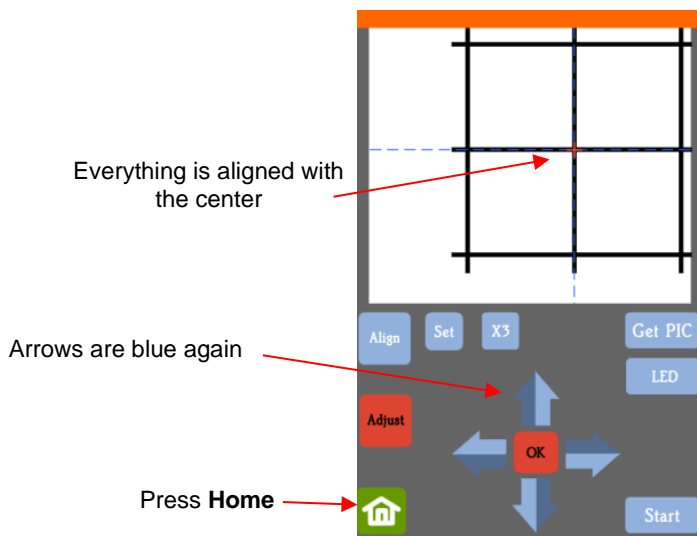 Everything is aligned with
the center
Align
Set
X3
Get PIC
Arrows are blue again
LED
Adjust
OK
Press Home
Start